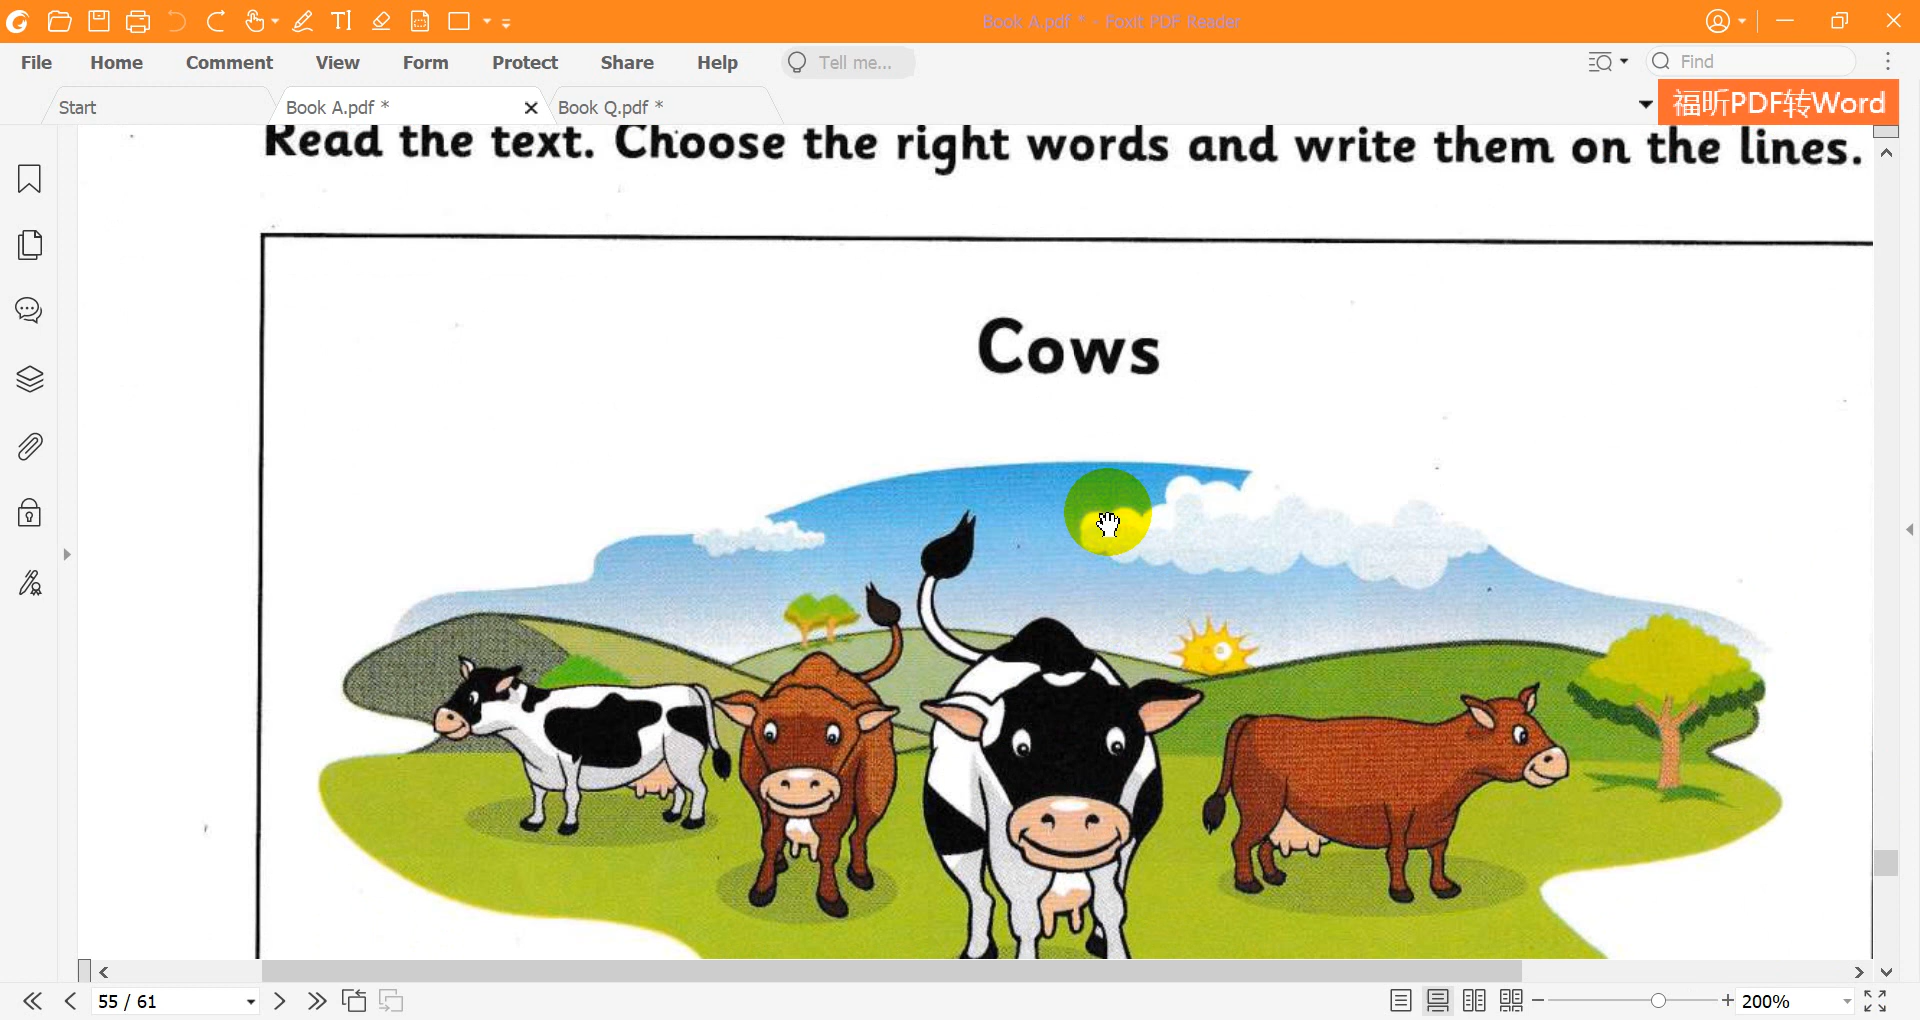 Book A.pdf * - Foxit PDF Reader
File Home Comment View Form Protect Share Help Tell me... Find
Start Book A.pdf * Book Q.pdf * 福昕PDF转Word
Read the text. Choose the right words and write them on the lines.
Cows
55 / 61 200%